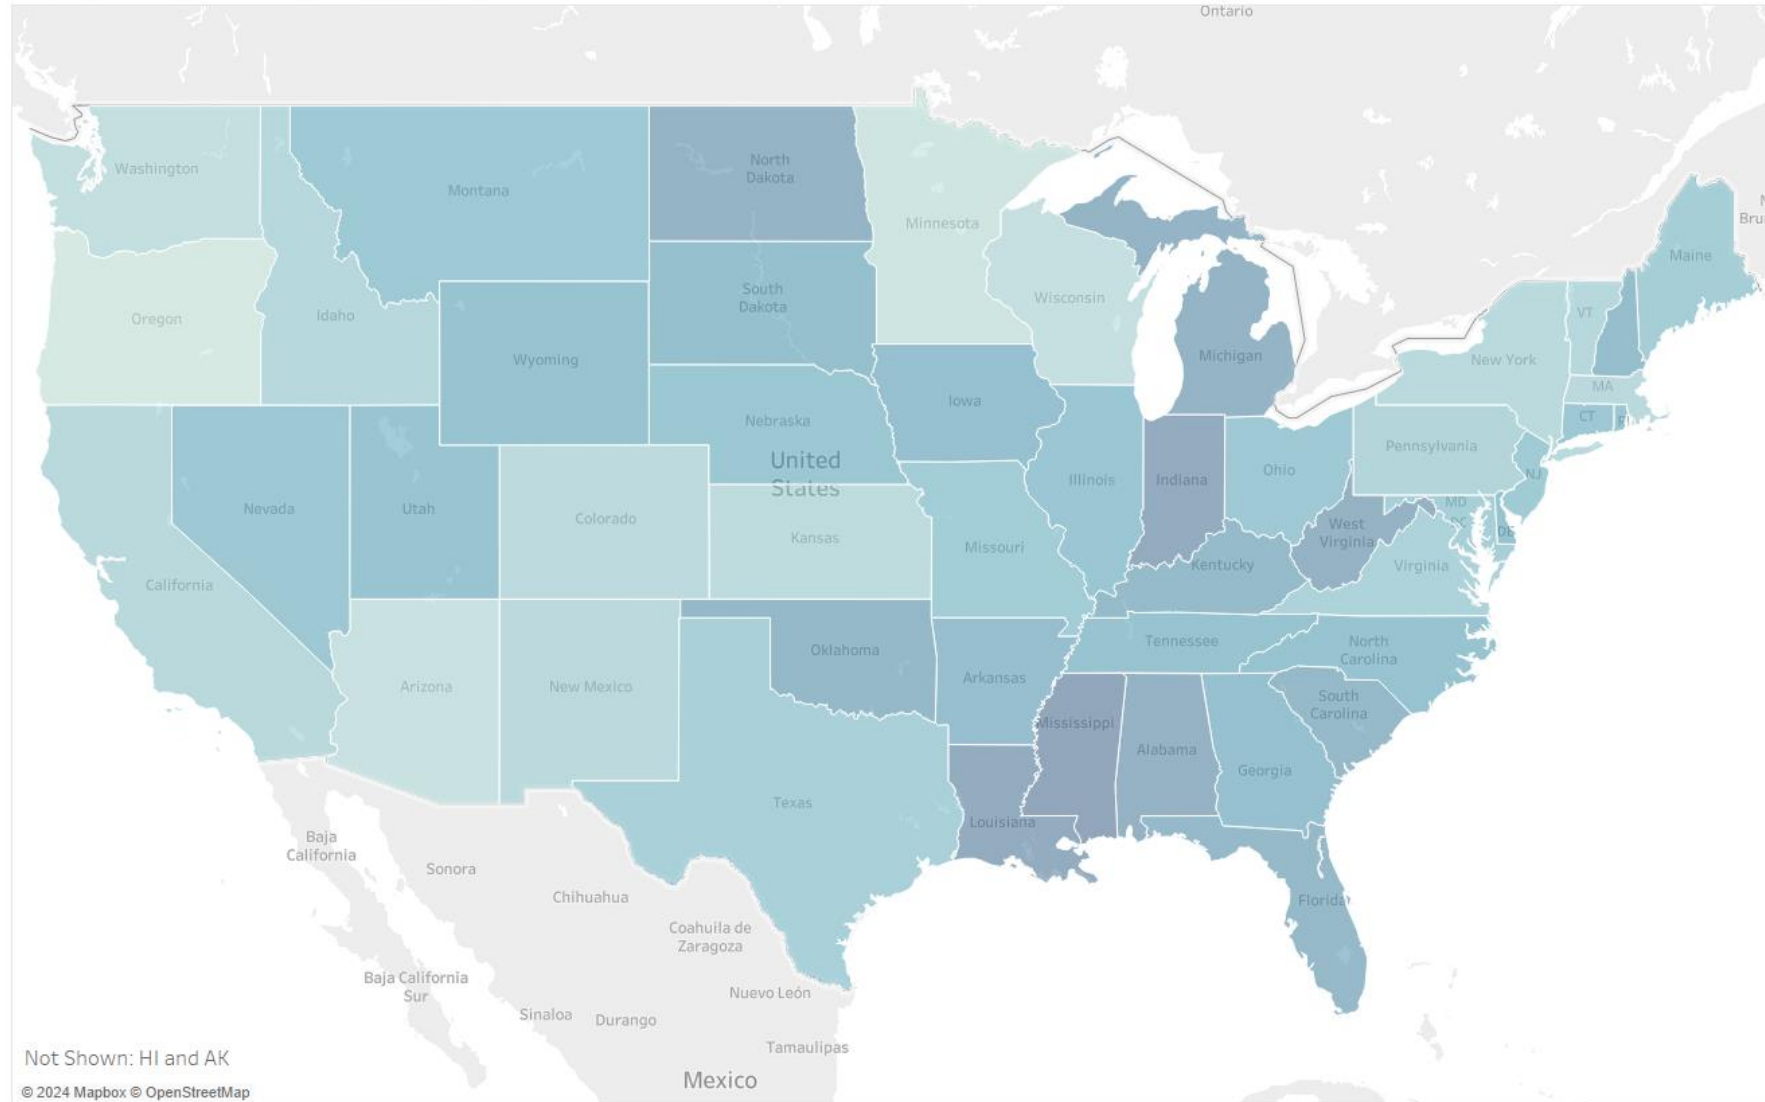 Ontario
Washington
Montana
North
Dakota
Minnesota
Bru
Maine
Oregon
Idaho
South
Dakota
Wisconsin
VT
Wyoming
Michigan
New York
MA
Iowa
Nebraska
CT
Pennsylvania
United
States
Illinois
Indiana
Ohio
NJ
Nevada
Utah
Colorado
Kansas
MD
DC
West
Virginia
DE
Missouri
Kentucky
Virginia
California
Tennessee
North
Carolina
Oklahoma
Arkansas
Arizona
New Mexico
South
Carolina
Mississippi
Alabama
Georgia
Texas
Louisiana
Baja
California
Sonora
Chihuahua
Florida
Coahuila de
Zaragoza
Baja California
Sur
Nuevo León
Sinaloa
Durango
Tamaulipas
Not Shown: HI and AK
Mexico
© 2024 Mapbox © OpenStreetMap